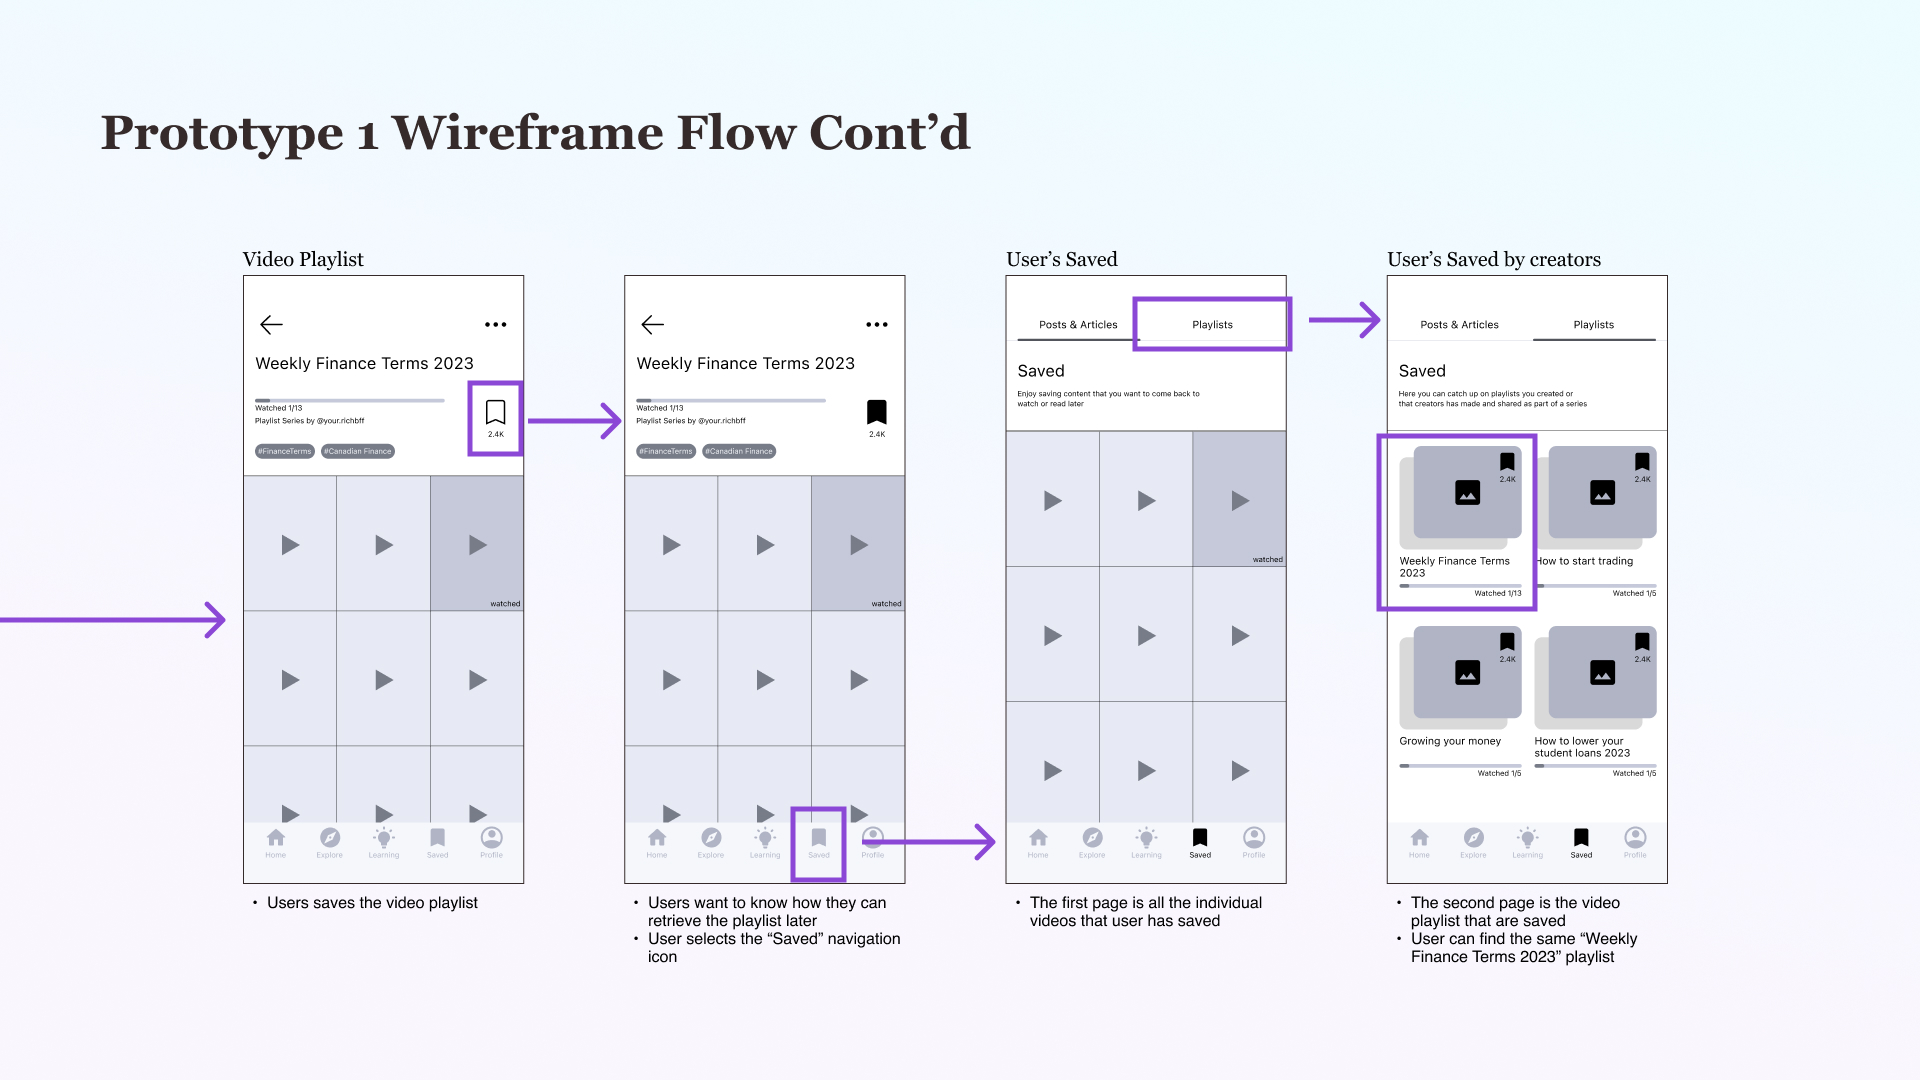 Prototype 1 Wireframe Flow Cont’d
Video Playlist
Weekly Finance Terms 2023
Watched 1/13
Playlist Series by @your.richbff
2.4K
#FinanceTerms
#Canadian Finance
watched
Home
Explore
Learning
Saved
Profile
• Users saves the video playlist
Weekly Finance Terms 2023
Watched 1/13
Playlist Series by @your.richbff
2.4K
#FinanceTerms
#Canadian Finance
watched
Home
Explore
Learning
Saved
Profile
• Users want to know how they can
retrieve the playlist later
• User selects the “Saved” navigation
icon
User’s Saved
Posts & Articles
Playlists
Saved
Enjoy saving content that you want to come back to
watch or read later
watched
Home
Explore
Learning
Saved
Profile
• The first page is all the individual
videos that user has saved
User’s Saved by creators
Posts & Articles
Playlists
Saved
Here you can catch up on playlists you created or
that creators has made and shared as part of a series
2.4K
Weekly Finance Terms
2023
Watched 1/13
2.4K
How to start trading
Watched 1/5
2.4K
Growing your money
Watched 1/5
2.4K
How to lower your
student loans 2023
Watched 1/5
Home
Explore
Learning
Saved
Profile
• The second page is the video
playlist that are saved
• User can find the same “Weekly
Finance Terms 2023” playlist